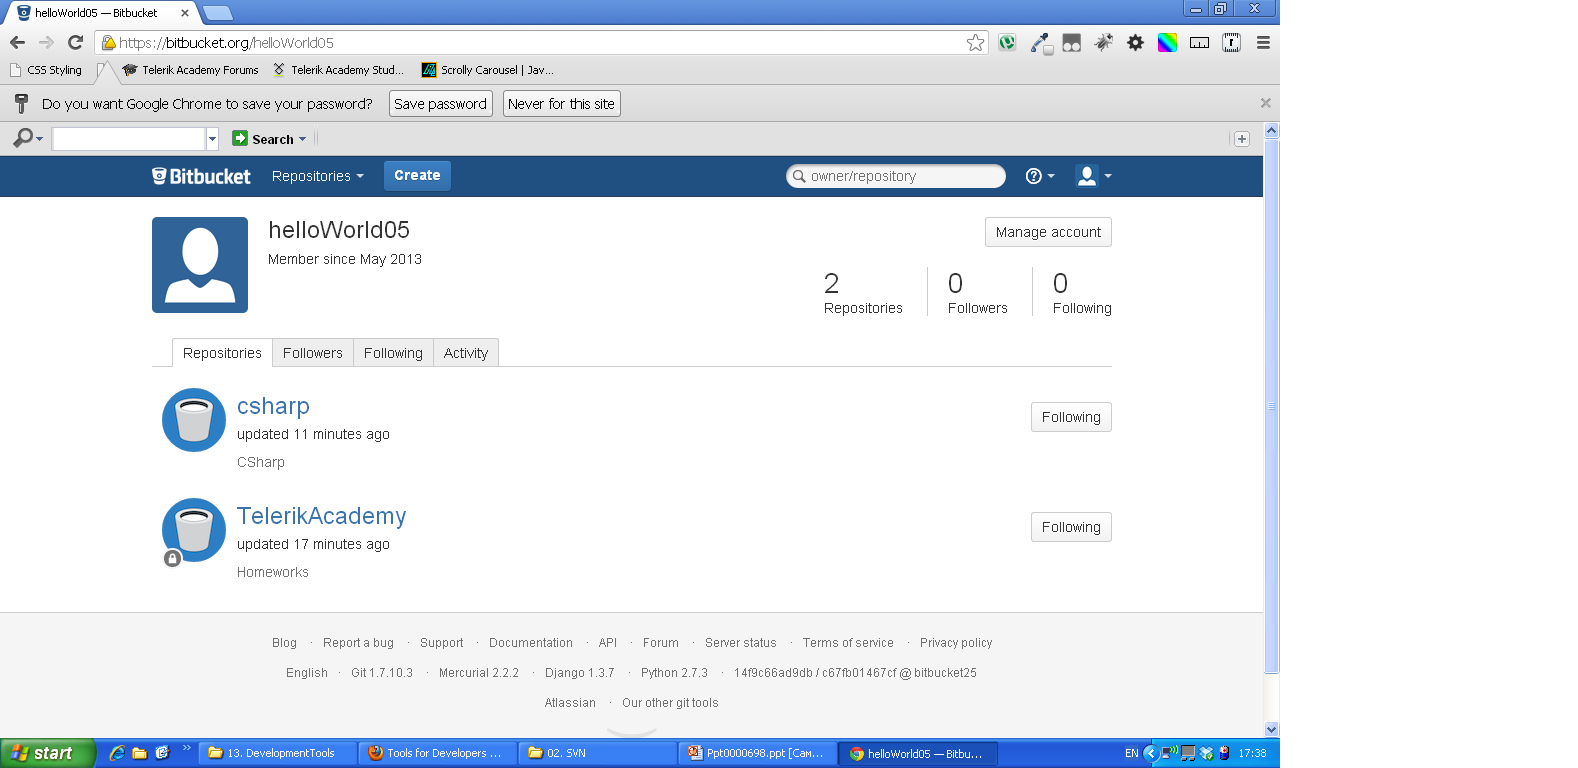 helloWorld05 — Bitbucket
https://bitbucket.org/helloWorld05
CSS Styling Telerik Academy Forums Telerik Academy Stud... Scrolly Carousel | Jav...
Do you want Google Chrome to save your password? Save password Never for this site
Search
Bitbucket Repositories Create owner/repository
helloWorld05
Manage account
Member since May 2013
2 0 0
Repositories Followers Following
Repositories Followers Following Activity
csharp
Following
updated 11 minutes ago
CSharp
TelerikAcademy
Following
updated 17 minutes ago
Homeworks
Blog · Report a bug · Support · Documentation · API · Forum · Server status · Terms of service · Privacy policy
English · Git 1.7.10.3 · Mercurial 2.2.2 · Django 1.3.7 · Python 2.7.3 · 14f9c66ad9db / c67fb01467cf @ bitbucket25
Atlassian · Our other git tools
start 13. DevelopmentTools Tools for Developers ... 02. SVN Ppt0000698.ppt [Сам... helloWorld05 — Bitbu... EN 17:38